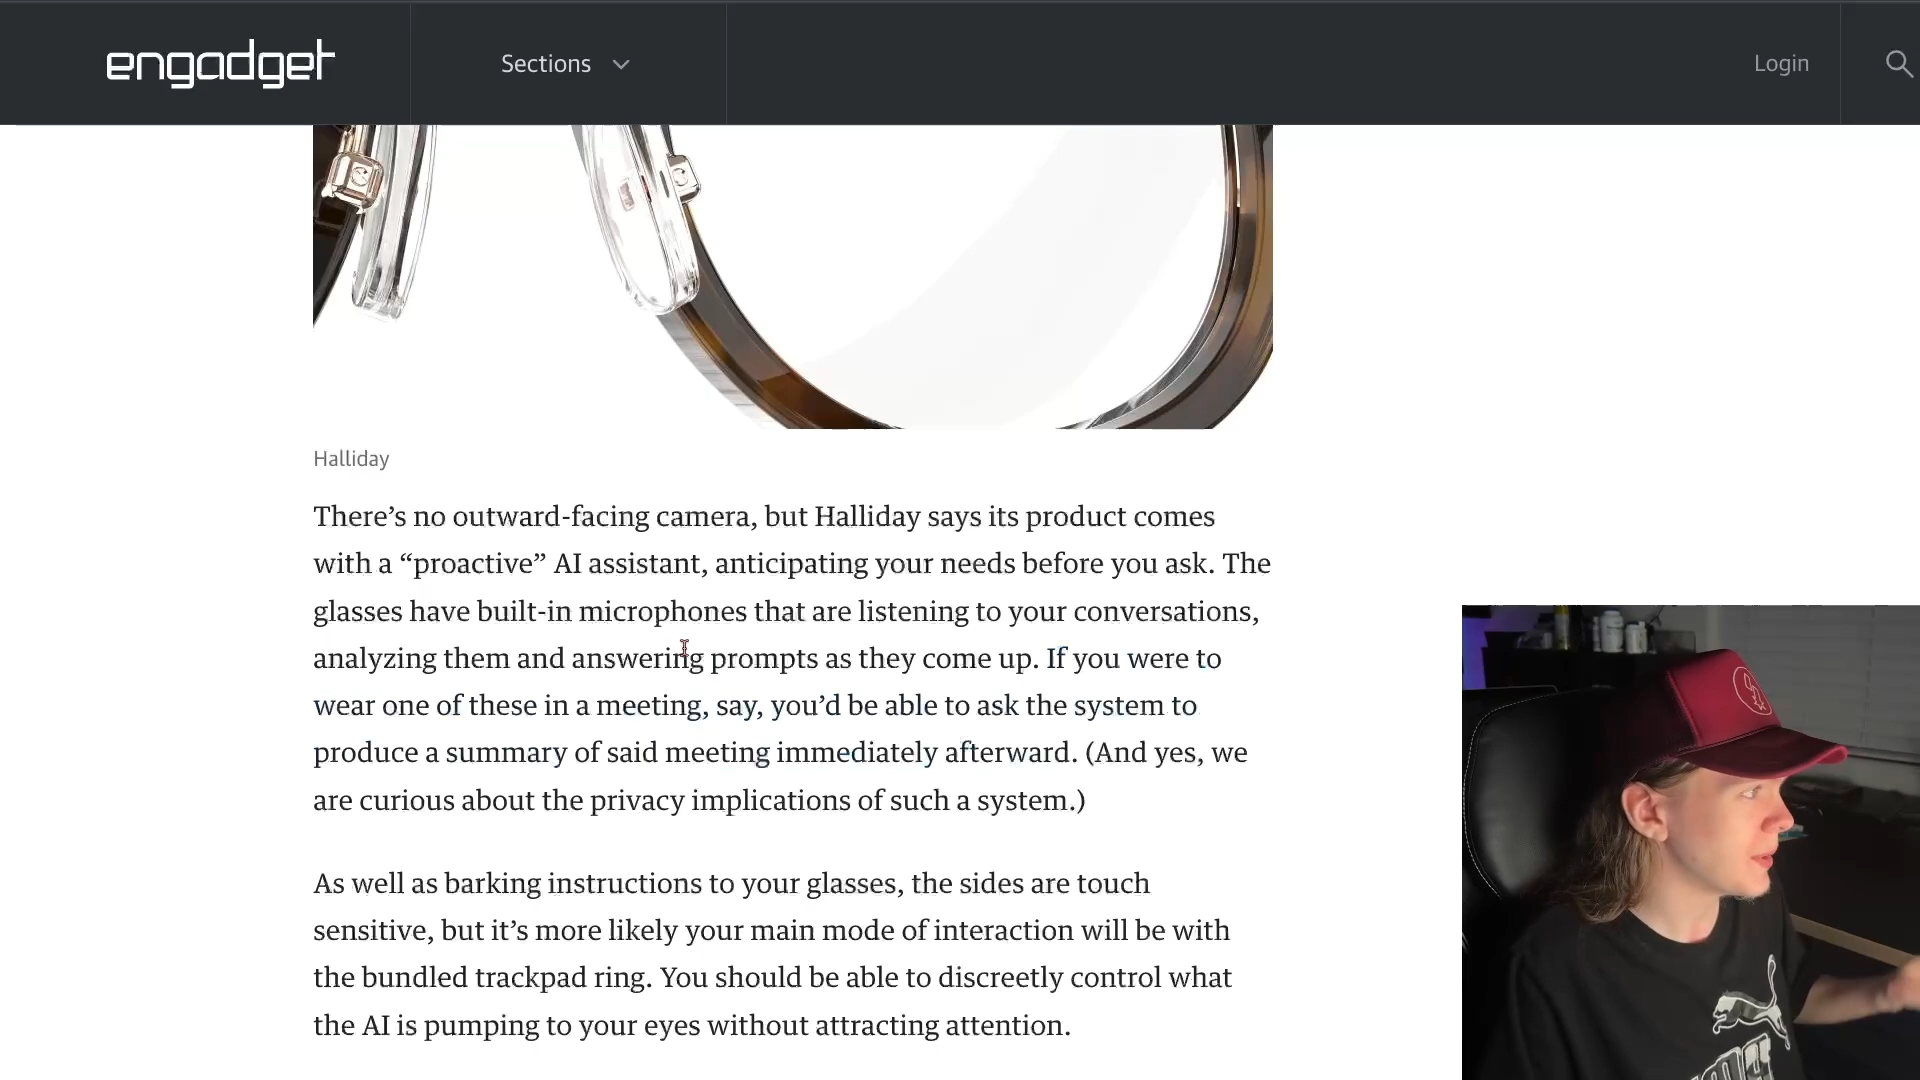 engadget
Sections
Login
Halliday
There’s no outward-facing camera, but Halliday says its product comes
with a “proactive” AI assistant, anticipating your needs before you ask. The
glasses have built-in microphones that are listening to your conversations,
analyzing them and answering prompts as they come up. If you were to
wear one of these in a meeting, say, you’d be able to ask the system to
produce a summary of said meeting immediately afterward. (And yes, we
are curious about the privacy implications of such a system.)
As well as barking instructions to your glasses, the sides are touch
sensitive, but it’s more likely your main mode of interaction will be with
the bundled trackpad ring. You should be able to discreetly control what
the AI is pumping to your eyes without attracting attention.